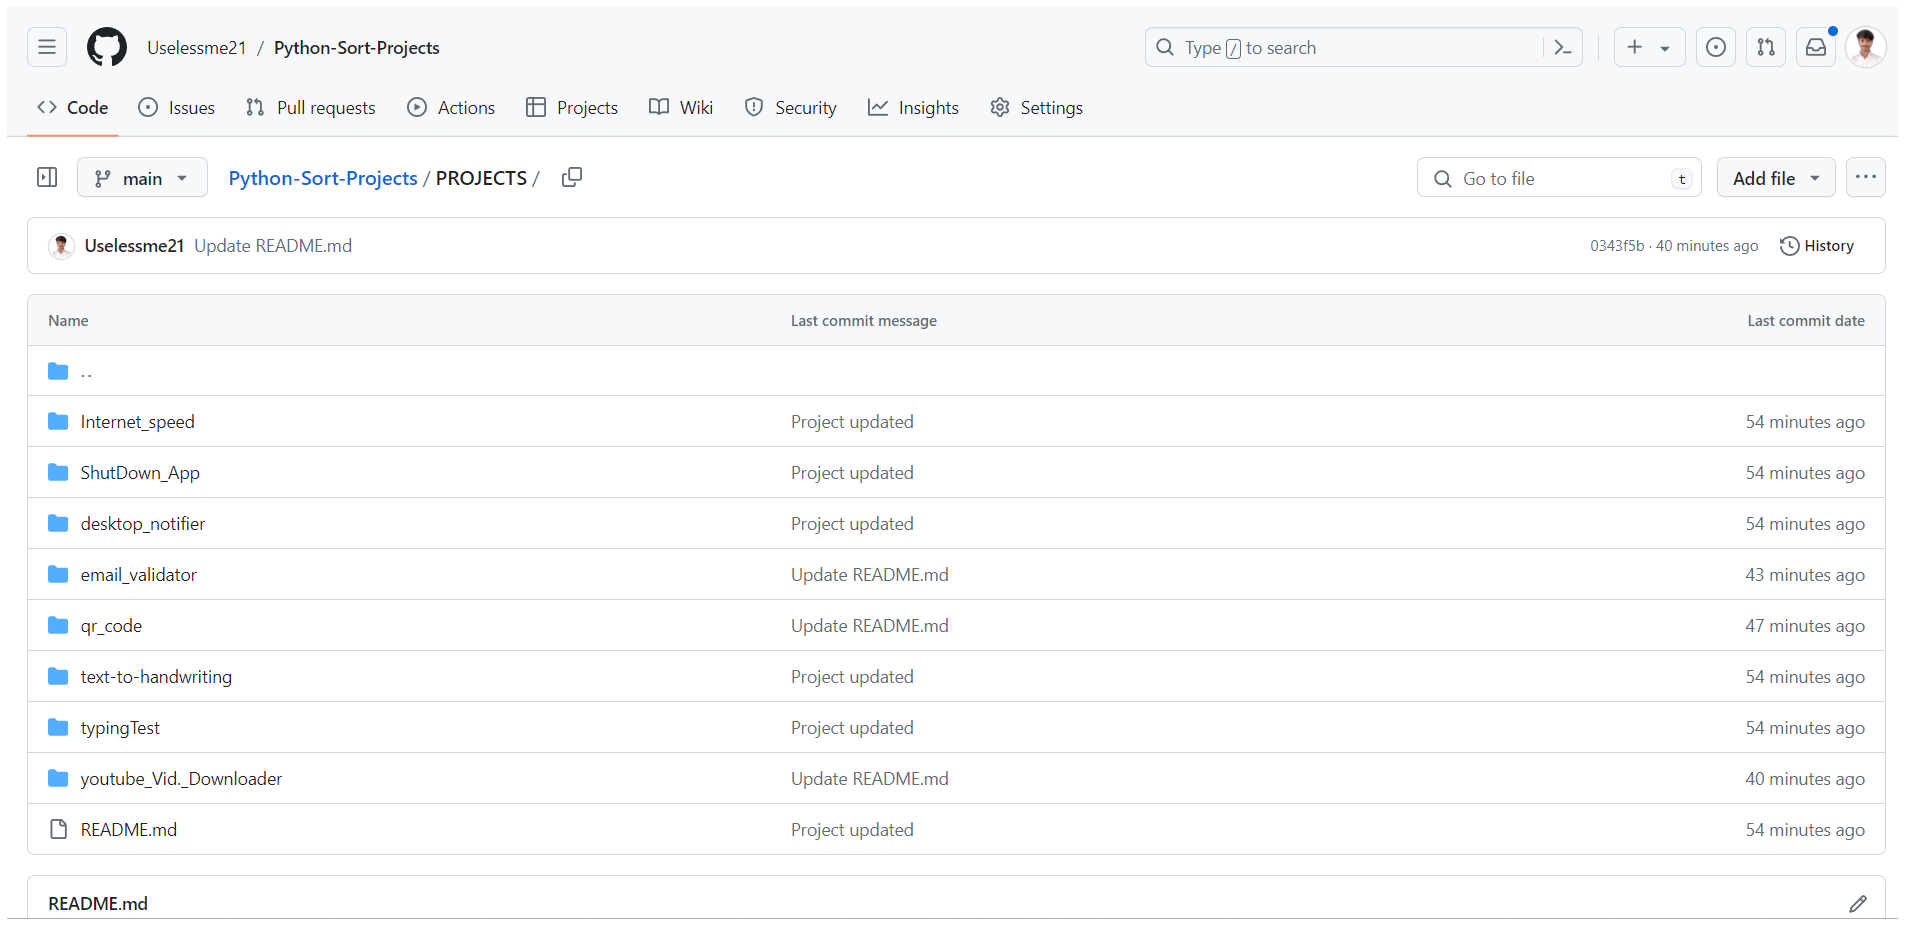 Uselessme21 / Python-Sort-Projects Type / to search
Code Issues Pull requests Actions Projects Wiki Security Insights Settings
main Python-Sort-Projects / PROJECTS / Go to file t Add file ...
Uselessme21 Update README.md 0343f5b · 40 minutes ago History
Name Last commit message Last commit date
..
Internet_speed Project updated 54 minutes ago
ShutDown_App Project updated 54 minutes ago
desktop_notifier Project updated 54 minutes ago
email_validator Update README.md 43 minutes ago
qr_code Update README.md 47 minutes ago
text-to-handwriting Project updated 54 minutes ago
typingTest Project updated 54 minutes ago
youtube_Vid._Downloader Update README.md 40 minutes ago
README.md Project updated 54 minutes ago
README.md